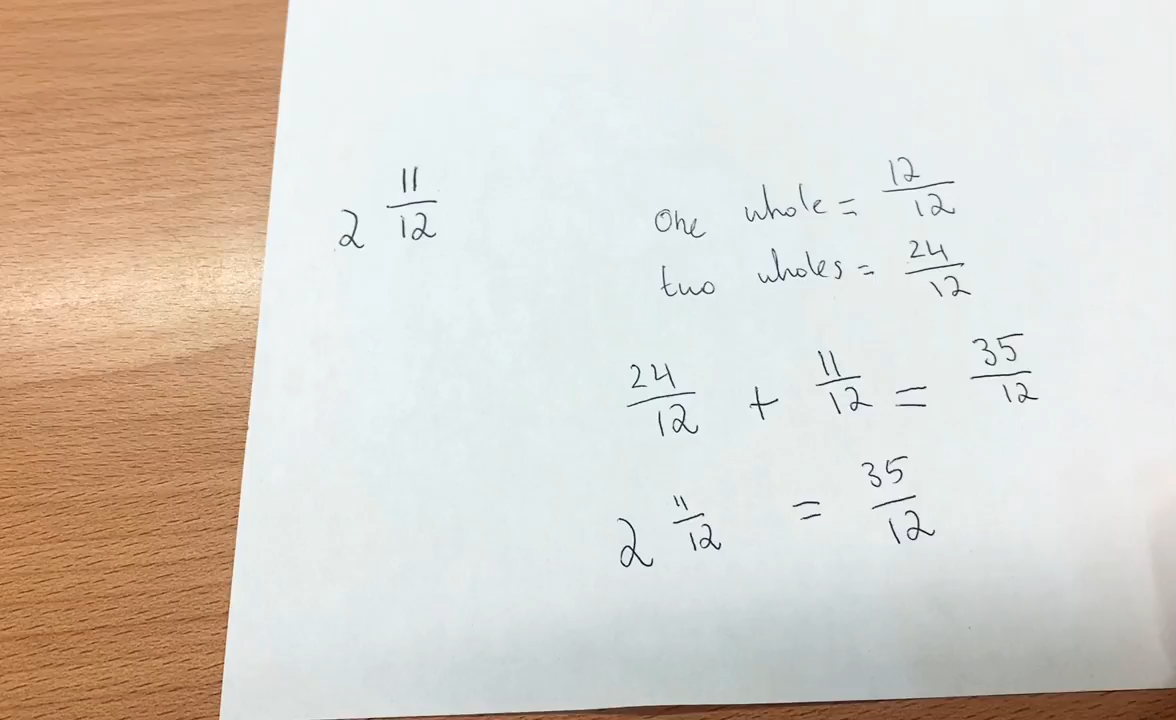 2 11/12
One whole = 12/12
two wholes = 24/12
24/12 + 11/12 = 35/12
2 11/12 = 35/12